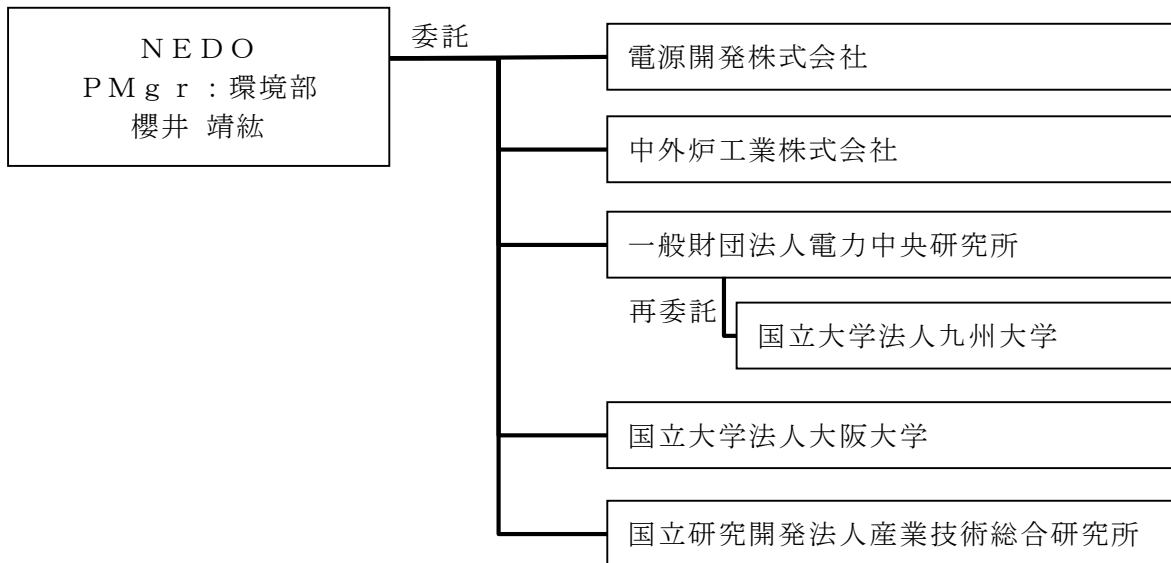 ＮＥＤＯ
ＰＭｇｒ：環境部
櫻井 靖紘
委託
電源開発株式会社
中外炉工業株式会社
一般財団法人電力中央研究所
再委託
国立大学法人九州大学
国立大学法人大阪大学
国立研究開発法人産業技術総合研究所